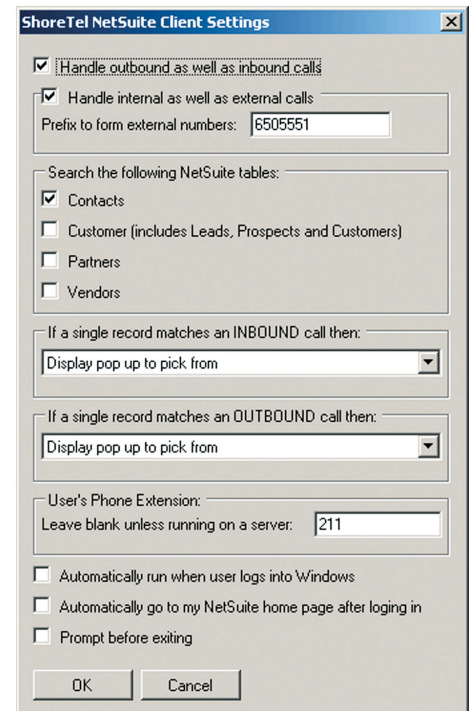 ShoreTel NetSuite Client Settings
Handle outbound as well as inbound calls
Handle internal as well as external calls
Prefix to form external numbers: 6505551
Search the following NetSuite tables:
Contacts
Customer (includes Leads, Prospects and Customers)
Partners
Vendors
If a single record matches an INBOUND call then:
Display pop up to pick from
If a single record matches an OUTBOUND call then:
Display pop up to pick from
User's Phone Extension:
Leave blank unless running on a server: 211
Automatically run when user logs into Windows
Automatically go to my NetSuite home page after loging in
Prompt before exiting
OK Cancel